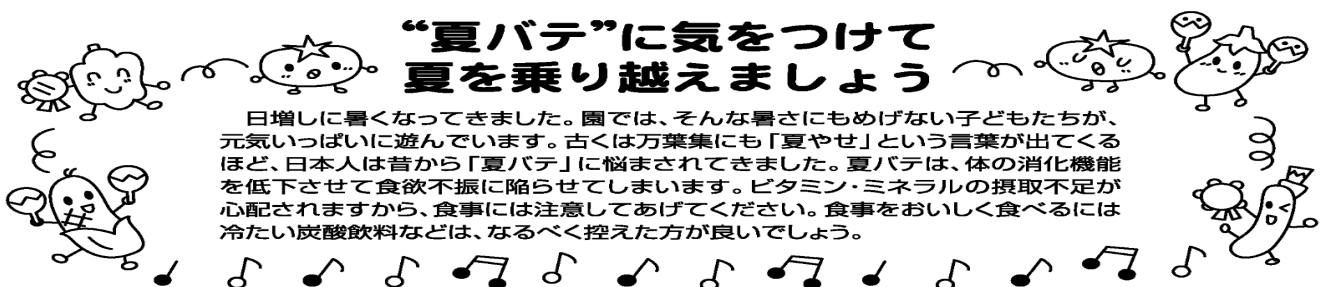 “夏バテ”に気をつけて
夏を乗り越えましょう
日増しに暑くなってきました。園では、そんな暑さにもめげない子どもたちが、
元気いっぱいに遊んでいます。古くは万葉集にも「夏やせ」という言葉が出てくる
ほど、日本人は昔から「夏バテ」に悩まされてきました。夏バテは、体の消化機能
を低下させて食欲不振に陥らせてしまいます。ビタミン・ミネラルの摂取不足が
心配されますから、食事には注意してあげてください。食事をおいしく食べるには
冷たい炭酸飲料などは、なるべく控えた方が良いでしょう。